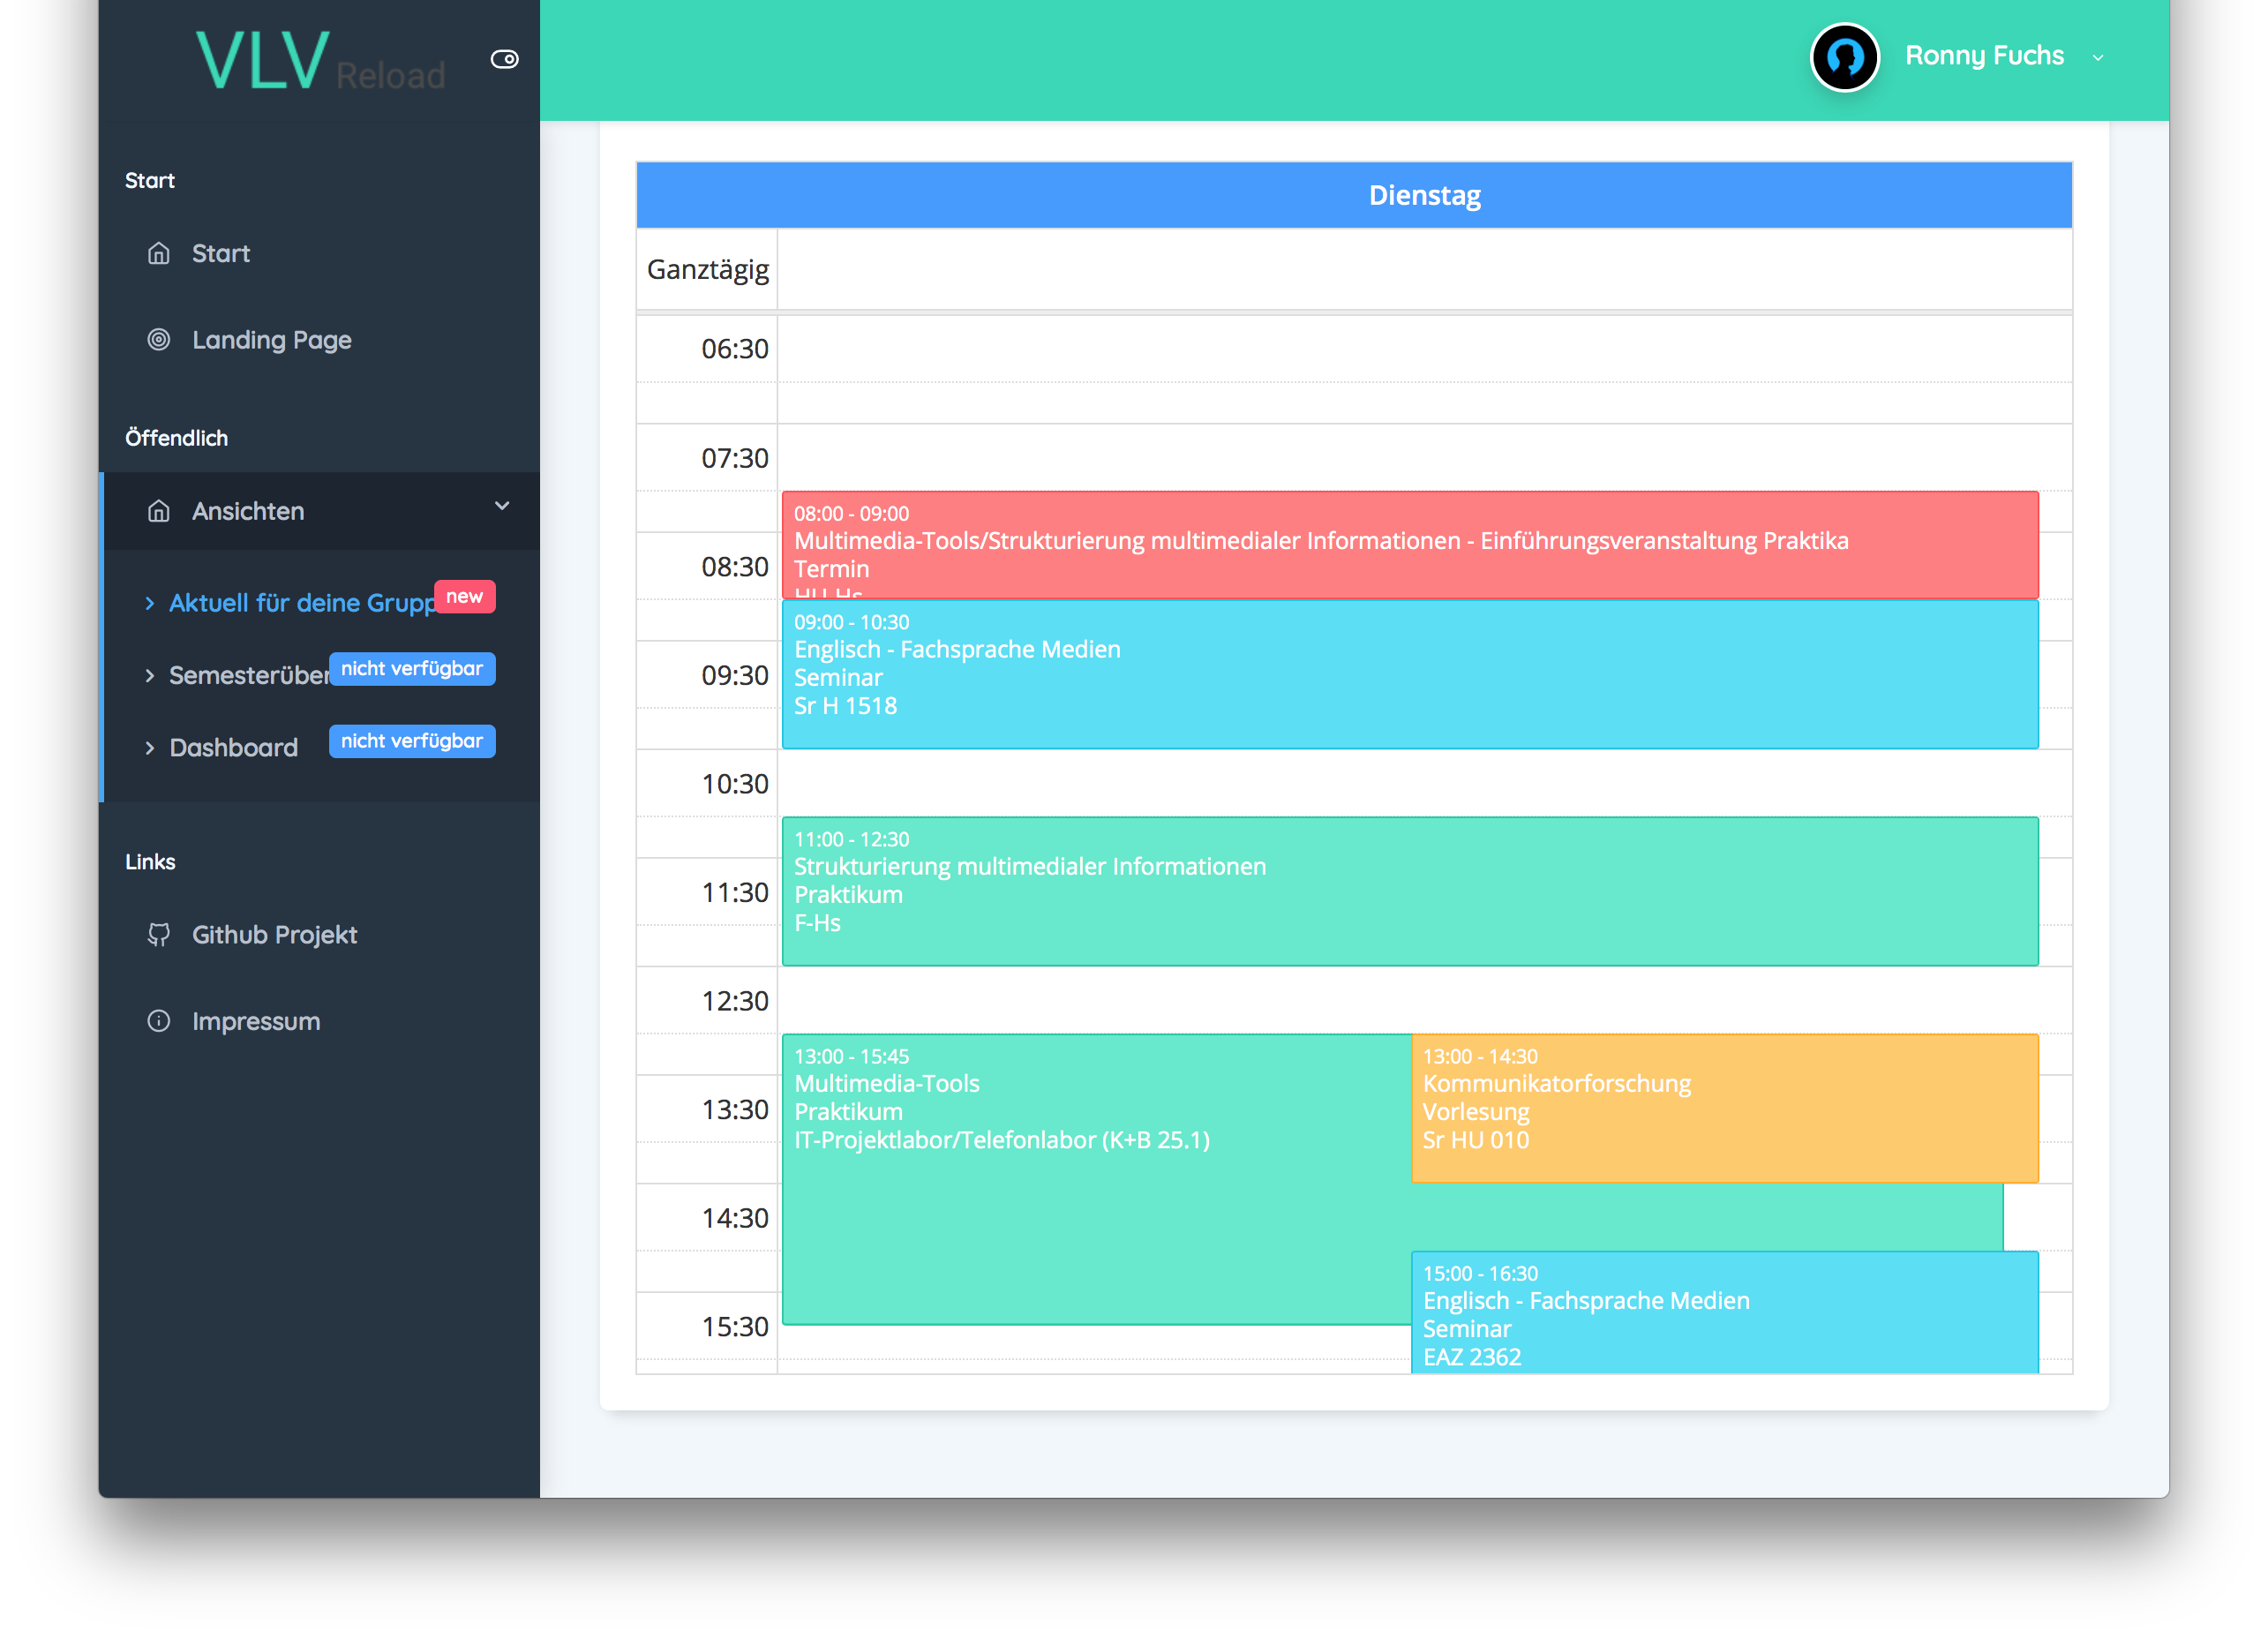 VLV Reload
Ronny Fuchs
Start
Start
Landing Page
Öffendlich
Ansichten
Aktuell für deine Grupp
new
Semesterüber
nicht verfügbar
Dashboard
nicht verfügbar
Links
Github Projekt
Impressum
Dienstag
Ganztägig
06:30
07:30
08:00 - 09:00
Multimedia-Tools/Strukturierung multimedialer Informationen - Einführungsveranstaltung Praktika
Termin
HU Hs
08:30
09:00 - 10:30
Englisch - Fachsprache Medien
Seminar
Sr H 1518
09:30
10:30
11:00 - 12:30
Strukturierung multimedialer Informationen
Praktikum
F-Hs
11:30
12:30
13:00 - 15:45
Multimedia-Tools
Praktikum
IT-Projektlabor/Telefonlabor (K+B 25.1)
13:00 - 14:30
Kommunikatorforschung
Vorlesung
Sr HU 010
13:30
14:30
15:00 - 16:30
Englisch - Fachsprache Medien
Seminar
EAZ 2362
15:30